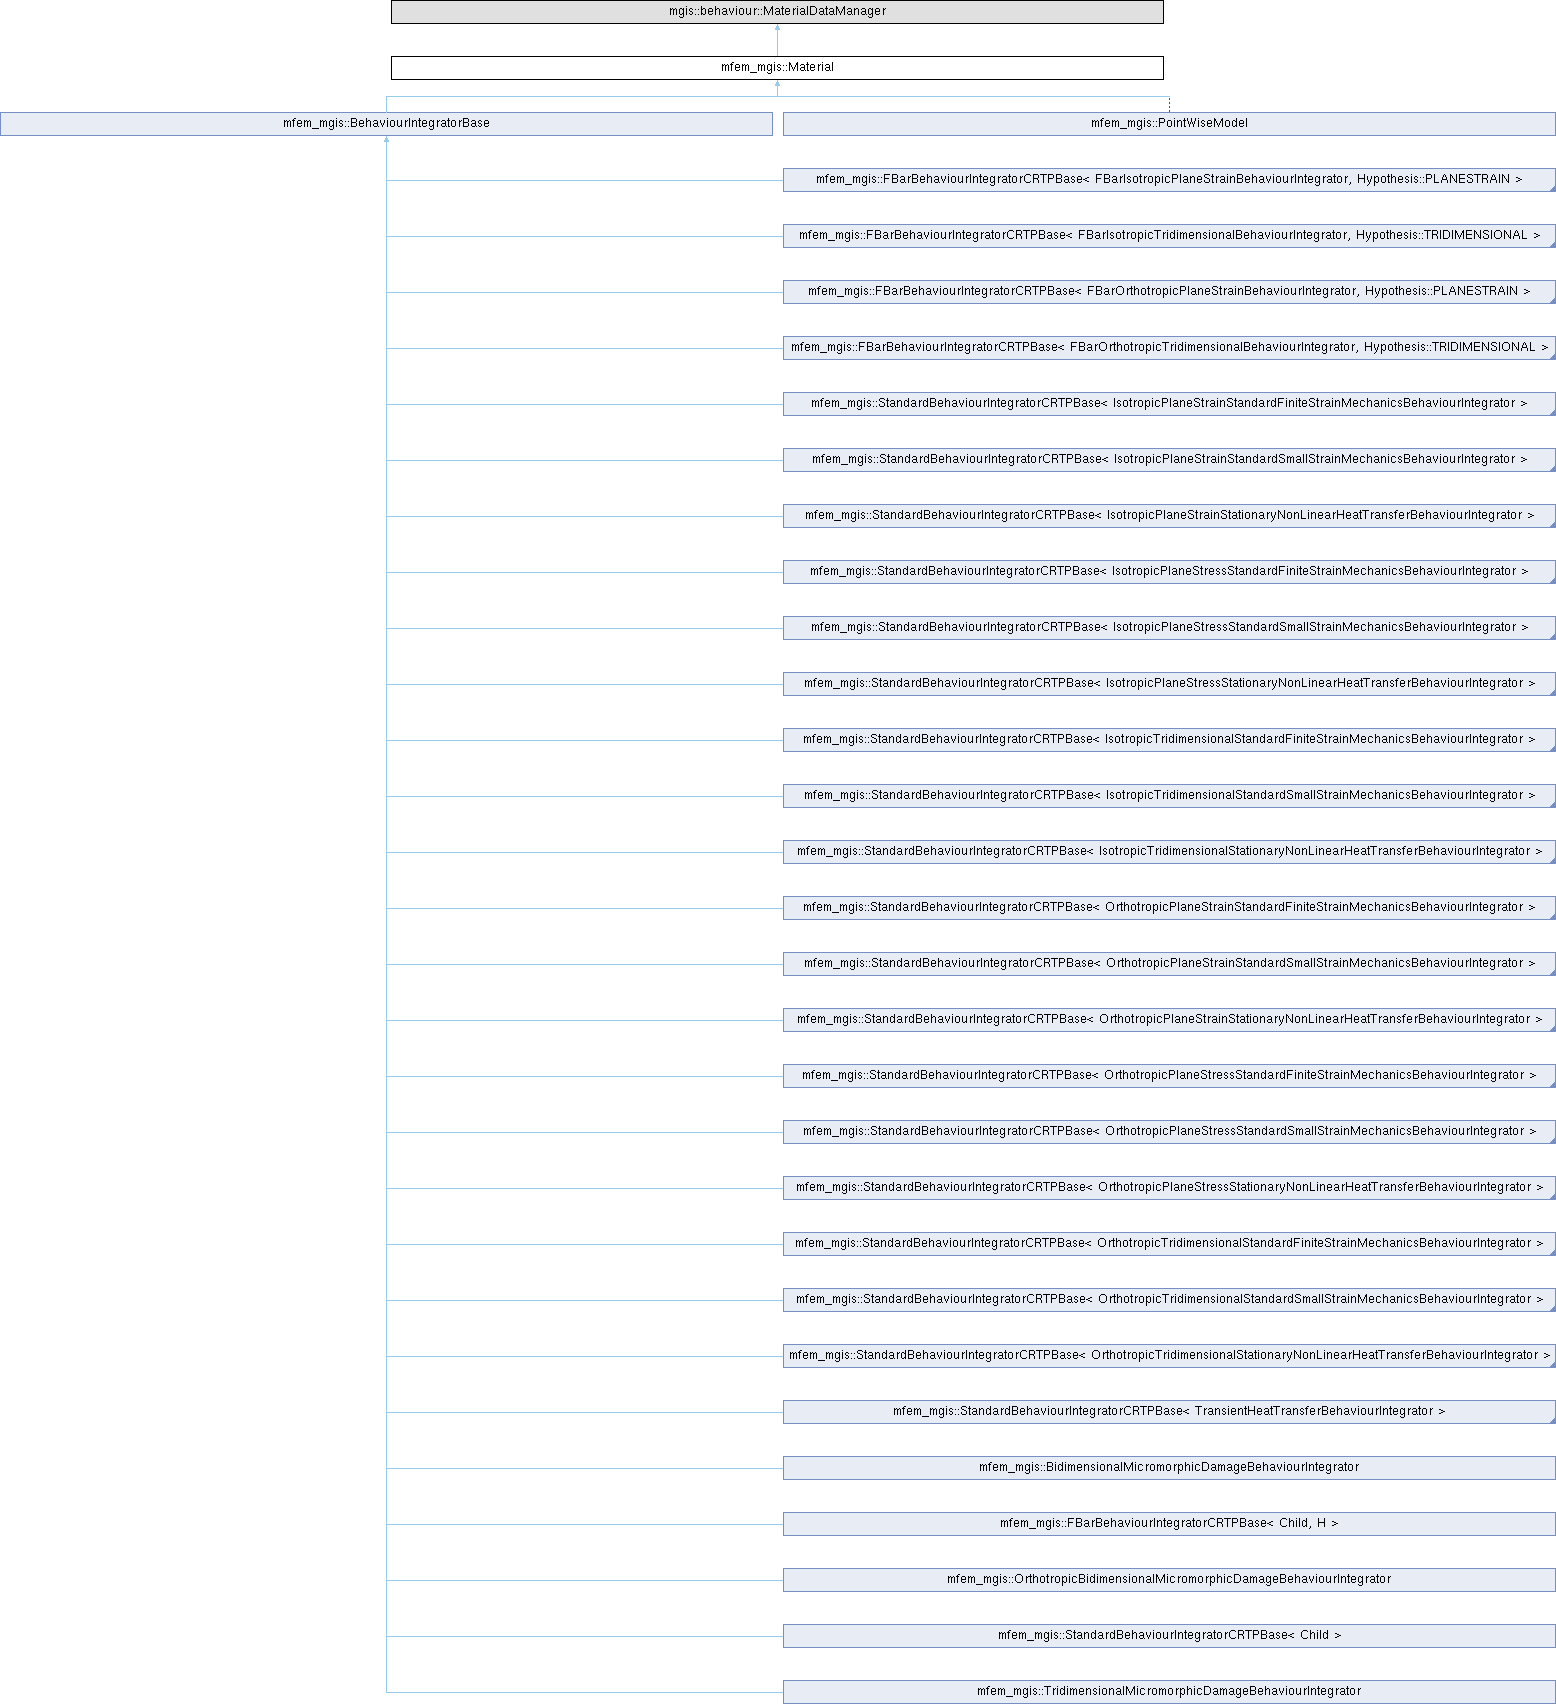 mgis::behaviour::MaterialDataManager
mfem_mgis::Material
mfem_mgis::BehaviourIntegratorBase
mfem_mgis::PointWiseModel
mfem_mgis::FBarBehaviourIntegratorCRTPBase< FBarIsotropicPlaneStrainBehaviourIntegrator, Hypothesis::PLANESTRAIN >
mfem_mgis::FBarBehaviourIntegratorCRTPBase< FBarIsotropicTridimensionalBehaviourIntegrator, Hypothesis::TRIDIMENSIONAL >
mfem_mgis::FBarBehaviourIntegratorCRTPBase< FBarOrthotropicPlaneStrainBehaviourIntegrator, Hypothesis::PLANESTRAIN >
mfem_mgis::FBarBehaviourIntegratorCRTPBase< FBarOrthotropicTridimensionalBehaviourIntegrator, Hypothesis::TRIDIMENSIONAL >
mfem_mgis::StandardBehaviourIntegratorCRTPBase< IsotropicPlaneStrainStandardFiniteStrainMechanicsBehaviourIntegrator >
mfem_mgis::StandardBehaviourIntegratorCRTPBase< IsotropicPlaneStrainStandardSmallStrainMechanicsBehaviourIntegrator >
mfem_mgis::StandardBehaviourIntegratorCRTPBase< IsotropicPlaneStrainStationaryNonLinearHeatTransferBehaviourIntegrator >
mfem_mgis::StandardBehaviourIntegratorCRTPBase< IsotropicPlaneStressStandardFiniteStrainMechanicsBehaviourIntegrator >
mfem_mgis::StandardBehaviourIntegratorCRTPBase< IsotropicPlaneStressStandardSmallStrainMechanicsBehaviourIntegrator >
mfem_mgis::StandardBehaviourIntegratorCRTPBase< IsotropicPlaneStressStationaryNonLinearHeatTransferBehaviourIntegrator >
mfem_mgis::StandardBehaviourIntegratorCRTPBase< IsotropicTridimensionalStandardFiniteStrainMechanicsBehaviourIntegrator >
mfem_mgis::StandardBehaviourIntegratorCRTPBase< IsotropicTridimensionalStandardSmallStrainMechanicsBehaviourIntegrator >
mfem_mgis::StandardBehaviourIntegratorCRTPBase< IsotropicTridimensionalStationaryNonLinearHeatTransferBehaviourIntegrator >
mfem_mgis::StandardBehaviourIntegratorCRTPBase< OrthotropicPlaneStrainStandardFiniteStrainMechanicsBehaviourIntegrator >
mfem_mgis::StandardBehaviourIntegratorCRTPBase< OrthotropicPlaneStrainStandardSmallStrainMechanicsBehaviourIntegrator >
mfem_mgis::StandardBehaviourIntegratorCRTPBase< OrthotropicPlaneStrainStationaryNonLinearHeatTransferBehaviourIntegrator >
mfem_mgis::StandardBehaviourIntegratorCRTPBase< OrthotropicPlaneStressStandardFiniteStrainMechanicsBehaviourIntegrator >
mfem_mgis::StandardBehaviourIntegratorCRTPBase< OrthotropicPlaneStressStandardSmallStrainMechanicsBehaviourIntegrator >
mfem_mgis::StandardBehaviourIntegratorCRTPBase< OrthotropicPlaneStressStationaryNonLinearHeatTransferBehaviourIntegrator >
mfem_mgis::StandardBehaviourIntegratorCRTPBase< OrthotropicTridimensionalStandardFiniteStrainMechanicsBehaviourIntegrator >
mfem_mgis::StandardBehaviourIntegratorCRTPBase< OrthotropicTridimensionalStandardSmallStrainMechanicsBehaviourIntegrator >
mfem_mgis::StandardBehaviourIntegratorCRTPBase< OrthotropicTridimensionalStationaryNonLinearHeatTransferBehaviourIntegrator >
mfem_mgis::StandardBehaviourIntegratorCRTPBase< TransientHeatTransferBehaviourIntegrator >
mfem_mgis::BidimensionalMicromorphicDamageBehaviourIntegrator
mfem_mgis::FBarBehaviourIntegratorCRTPBase< Child, H >
mfem_mgis::OrthotropicBidimensionalMicromorphicDamageBehaviourIntegrator
mfem_mgis::StandardBehaviourIntegratorCRTPBase< Child >
mfem_mgis::TridimensionalMicromorphicDamageBehaviourIntegrator